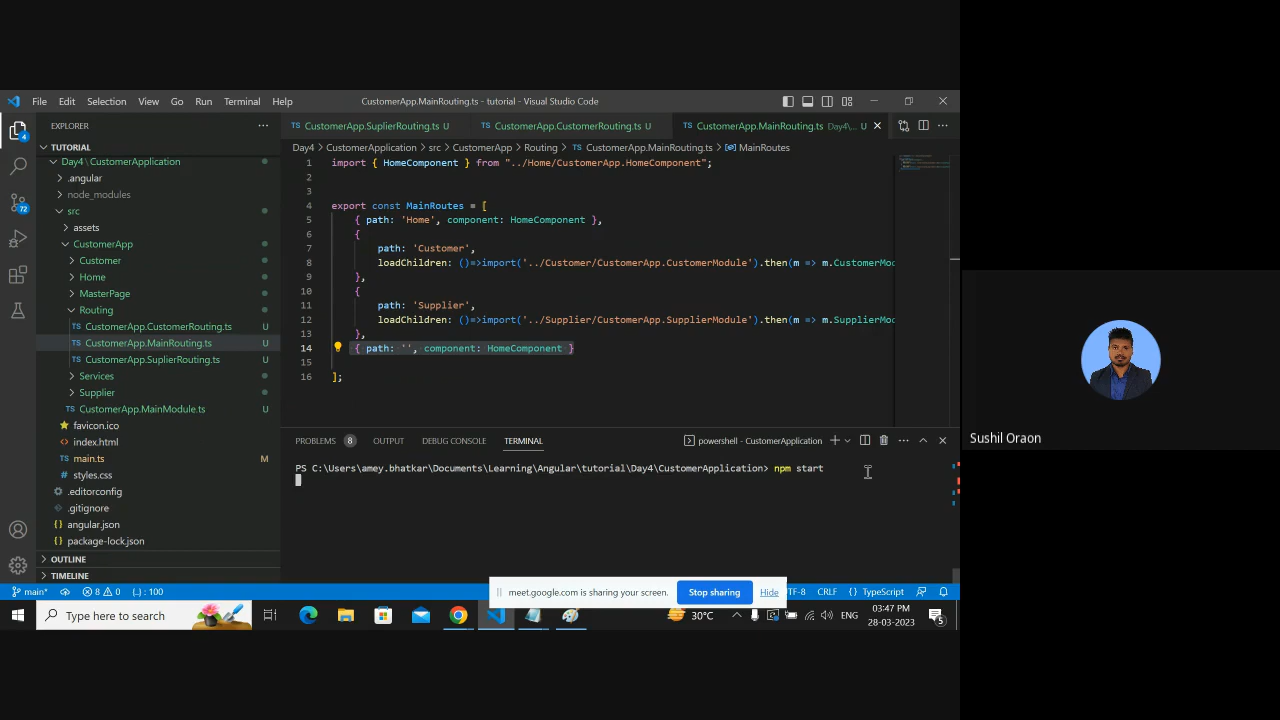 File Edit Selection View Go Run Terminal Help
CustomerApp.MainRouting.ts - tutorial - Visual Studio Code
EXPLORER
TUTORIAL
Day4\CustomerApplication
.angular
node_modules
src
assets
CustomerApp
Customer
Home
MasterPage
Routing
TS CustomerApp.CustomerRouting.ts U
TS CustomerApp.MainRouting.ts U
TS CustomerApp.SuplierRouting.ts U
Services
Supplier
TS CustomerApp.MainModule.ts U
favicon.ico
index.html
main.ts M
styles.css
.editorconfig
.gitignore
angular.json
package-lock.json
OUTLINE
TIMELINE
4
72
TS CustomerApp.SuplierRouting.ts U TS CustomerApp.CustomerRouting.ts U TS CustomerApp.MainRouting.ts Day4\... U
Day4 > CustomerApplication > src > CustomerApp > Routing > TS CustomerApp.MainRouting.ts > MainRoutes
1 import { HomeComponent } from "../Home/CustomerApp.HomeComponent";
2
3
4 export const MainRoutes = [
5 { path: 'Home', component: HomeComponent },
6 {
7 path: 'Customer',
8 loadChildren: ()=>import('../Customer/CustomerApp.CustomerModule').then(m => m.CustomerMod
9 },
10 {
11 path: 'Supplier',
12 loadChildren: ()=>import('../Supplier/CustomerApp.SupplierModule').then(m => m.SupplierMod
13 },
14 { path: '', component: HomeComponent }
15
16 ];
PROBLEMS 8 OUTPUT DEBUG CONSOLE TERMINAL powershell - CustomerApplication
PS C:\Users\amey.bhatkar\Documents\Learning\Angular\tutorial\Day4\CustomerApplication> npm start
main* 8 0 {..} : 100 UTF-8 CRLF {} TypeScript
meet.google.com is sharing your screen. Stop sharing Hide
Type here to search
30°C ENG 03:47 PM
28-03-2023 5
Sushil Oraon